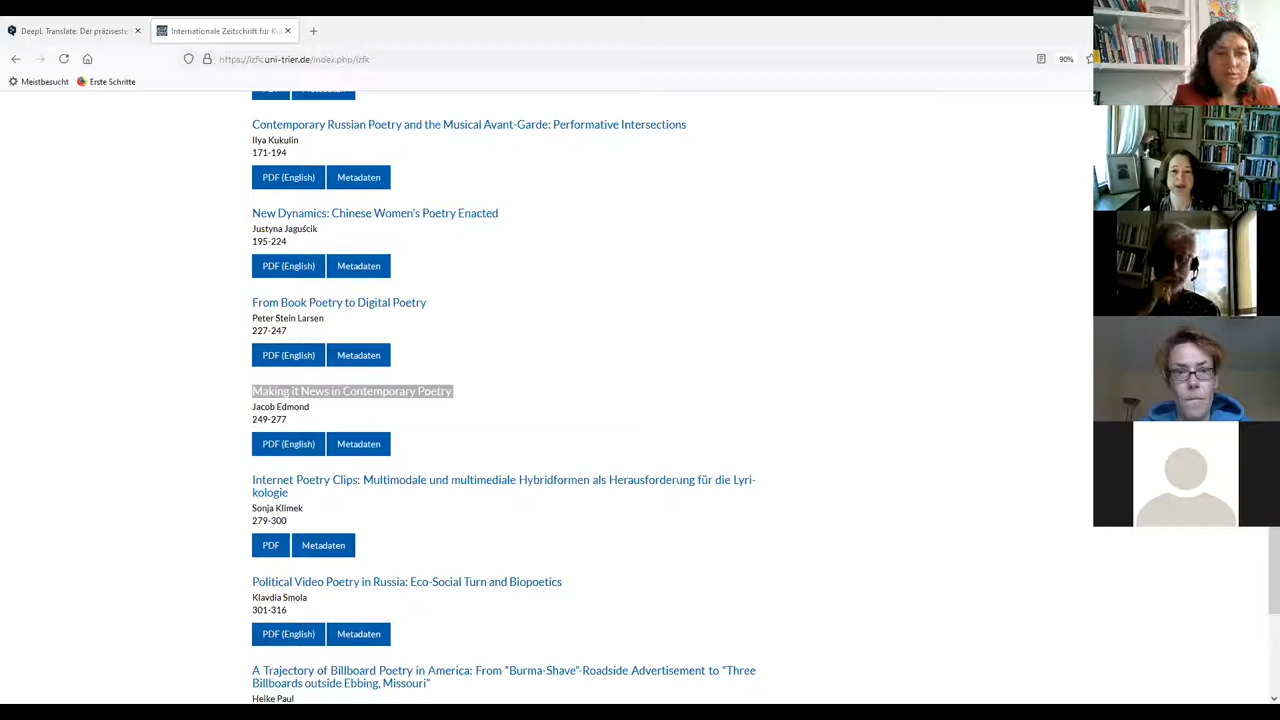 DeepL Translate: Der präziseste
Internationale Zeitschrift für Ku
https://izfk.uni-trier.de/index.php/izfk
90%
Meistbesucht
Erste Schritte
Contemporary Russian Poetry and the Musical Avant-Garde: Performative Intersections
Ilya Kukulin
171-194
PDF (English)
Metadaten
New Dynamics: Chinese Women's Poetry Enacted
Justyna Jaguścik
195-224
PDF (English)
Metadaten
From Book Poetry to Digital Poetry
Peter Stein Larsen
227-247
PDF (English)
Metadaten
Making it News in Contemporary Poetry
Jacob Edmond
249-277
PDF (English)
Metadaten
Internet Poetry Clips: Multimodale und multimediale Hybridformen als Herausforderung für die Lyri-
kologie
Sonja Klimek
279-300
PDF
Metadaten
Political Video Poetry in Russia: Eco-Social Turn and Biopoetics
Klavdia Smola
301-316
PDF (English)
Metadaten
A Trajectory of Billboard Poetry in America: From "Burma-Shave"-Roadside Advertisement to "Three
Billboards outside Ebbing, Missouri"
Heike Paul